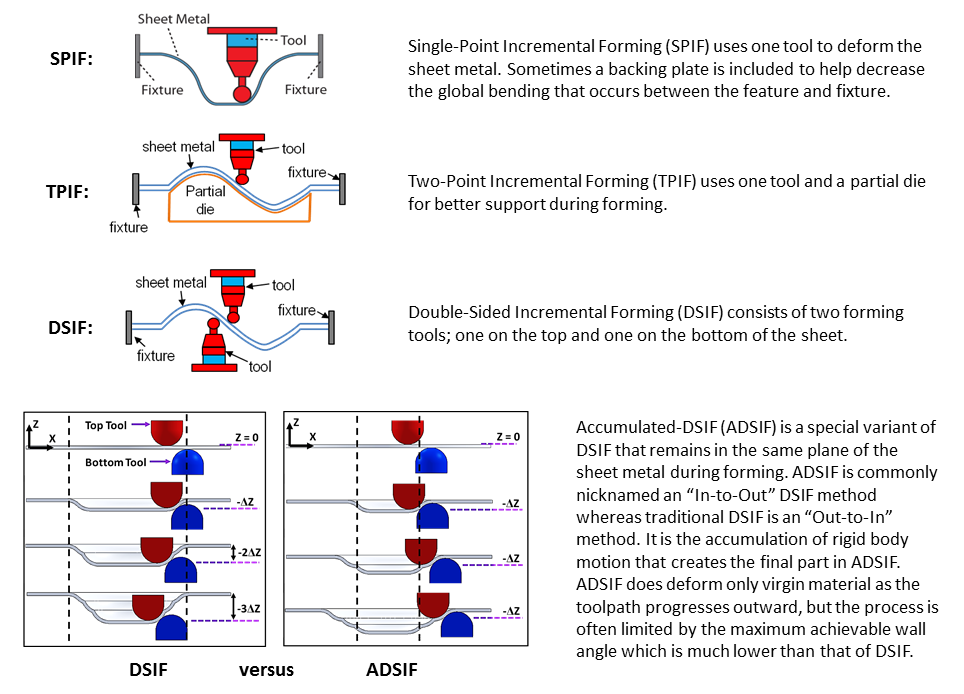 SPIF:
Sheet Metal
Tool
Fixture
Fixture
Single-Point Incremental Forming (SPIF) uses one tool to deform the
sheet metal. Sometimes a backing plate is included to help decrease
the global bending that occurs between the feature and fixture.
TPIF:
sheet metal
tool
fixture
Partial
die
fixture
Two-Point Incremental Forming (TPIF) uses one tool and a partial die
for better support during forming.
DSIF:
sheet metal
tool
fixture
fixture
tool
Double-Sided Incremental Forming (DSIF) consists of two forming
tools; one on the top and one on the bottom of the sheet.
Z
X
Top Tool
Z = 0
Bottom Tool
-ΔZ
-2ΔZ
-3ΔZ
Z
X
Z = 0
-ΔZ
-ΔZ
-ΔZ
DSIF versus ADSIF
Accumulated-DSIF (ADSIF) is a special variant of
DSIF that remains in the same plane of the
sheet metal during forming. ADSIF is commonly
nicknamed an “In-to-Out” DSIF method
whereas traditional DSIF is an “Out-to-In”
method. It is the accumulation of rigid body
motion that creates the final part in ADSIF.
ADSIF does deform only virgin material as the
toolpath progresses outward, but the process is
often limited by the maximum achievable wall
angle which is much lower than that of DSIF.